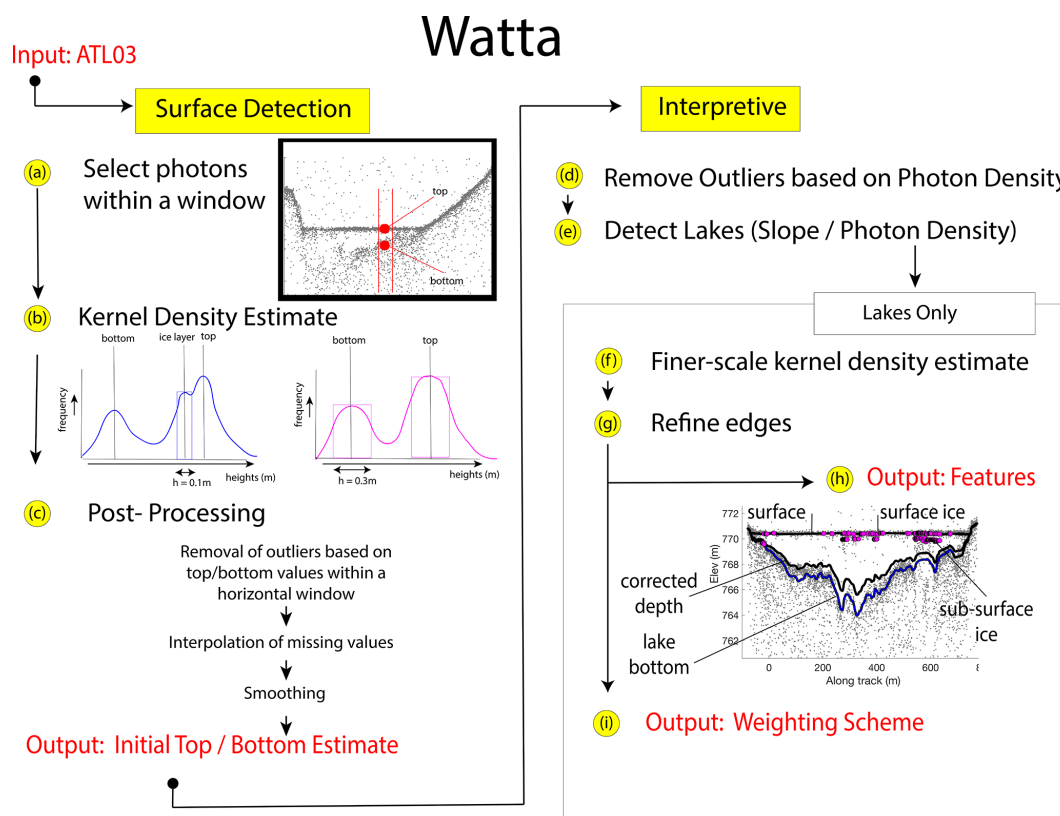 Watta
Input: ATL03
Surface Detection
(a) Select photons
within a window
top
bottom
(b) Kernel Density Estimate
bottom
ice layer
top
frequency
h = 0.1m
heights (m)
bottom
top
frequency
h = 0.3m
heights (m)
(c) Post- Processing
Removal of outliers based on
top/bottom values within a
horizontal window
Interpolation of missing values
Smoothing
Output: Initial Top / Bottom Estimate
Interpretive
(d) Remove Outliers based on Photon Density
(e) Detect Lakes (Slope / Photon Density)
Lakes Only
(f) Finer-scale kernel density estimate
(g) Refine edges
(h) Output: Features
surface
surface ice
772
770
768
766
764
762
Elev (m)
corrected
depth
lake
bottom
sub-surface
ice
0
200
400
600
8
Along track (m)
(i) Output: Weighting Scheme